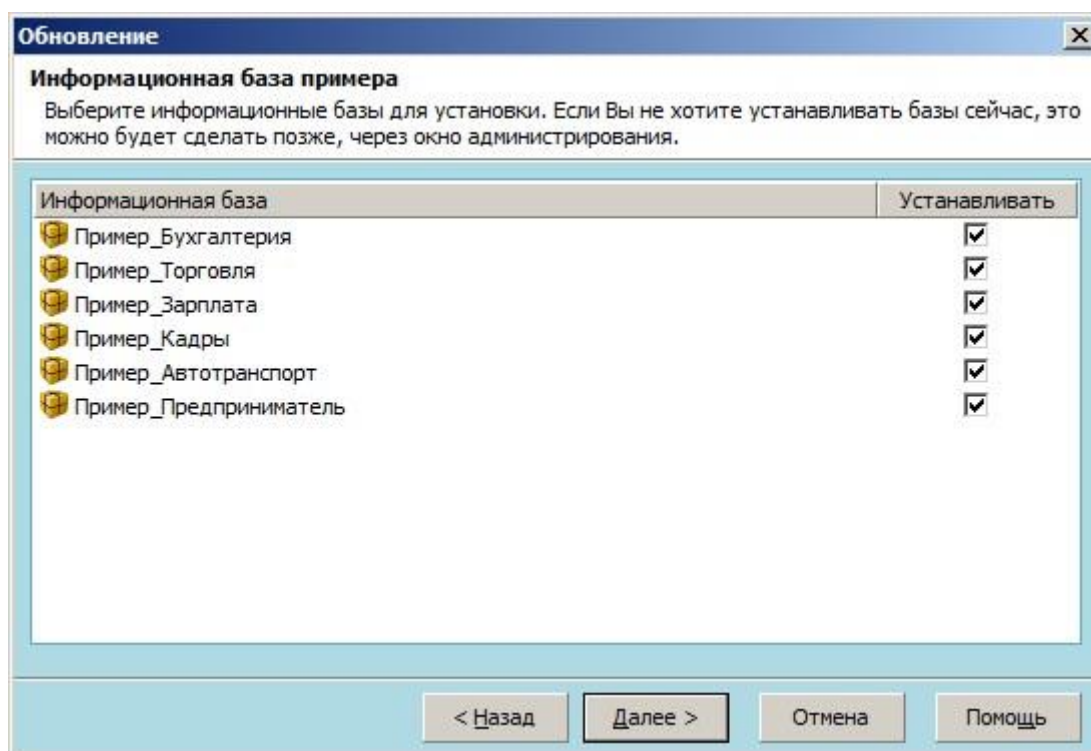 Обновление
Информационная база примера
Выберите информационные базы для установки. Если Вы не хотите устанавливать базы сейчас, это
можно будет сделать позже, через окно администрирования.
Информационная база Устанавливать
Пример_Бухгалтерия
Пример_Торговля
Пример_Зарплата
Пример_Кадры
Пример_Автотранспорт
Пример_Предприниматель
< Назад Далее > Отмена Помощь